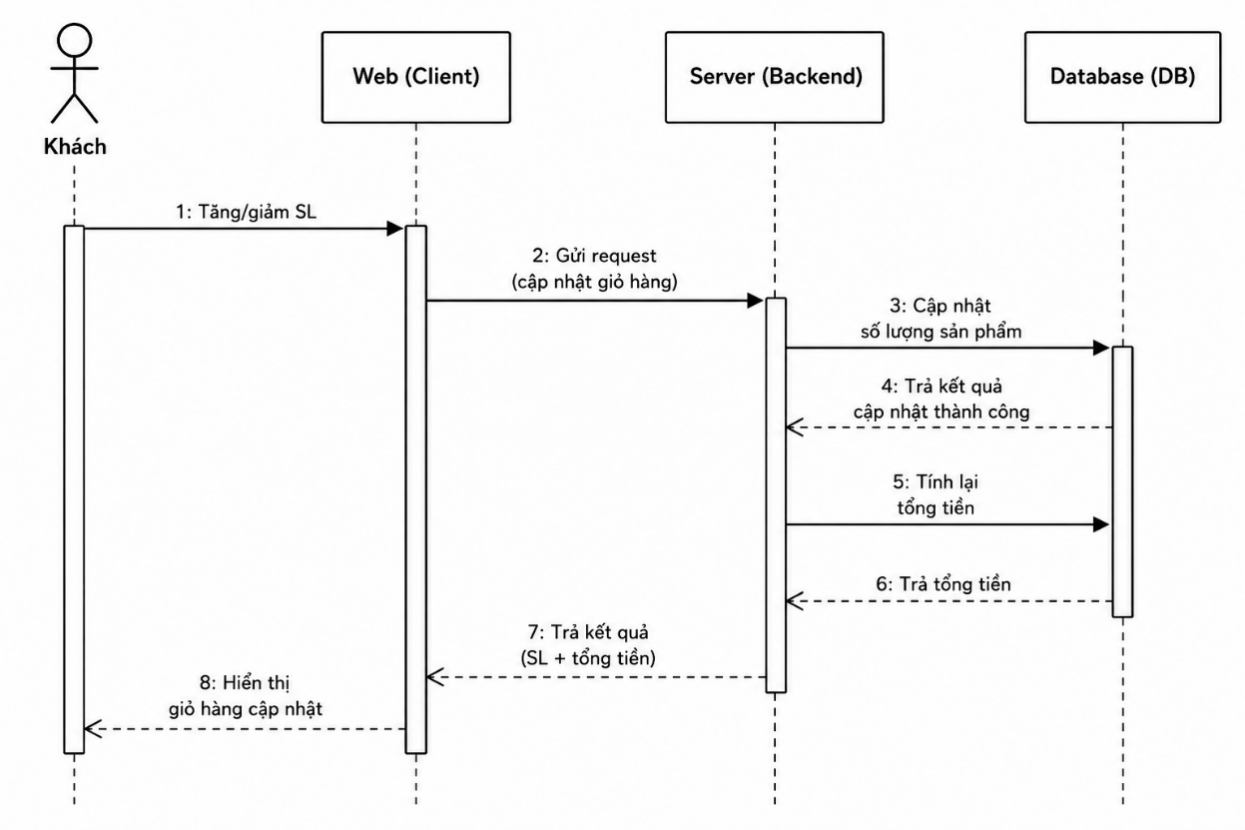 Web (Client)
Server (Backend)
Database (DB)
Khách
1: Tăng/giảm SL
2: Gửi request
(cập nhật giỏ hàng)
3: Cập nhật
số lượng sản phẩm
4: Trả kết quả
cập nhật thành công
5: Tính lại
tổng tiền
6: Trả tổng tiền
7: Trả kết quả
(SL + tổng tiền)
8: Hiển thị
giỏ hàng cập nhật